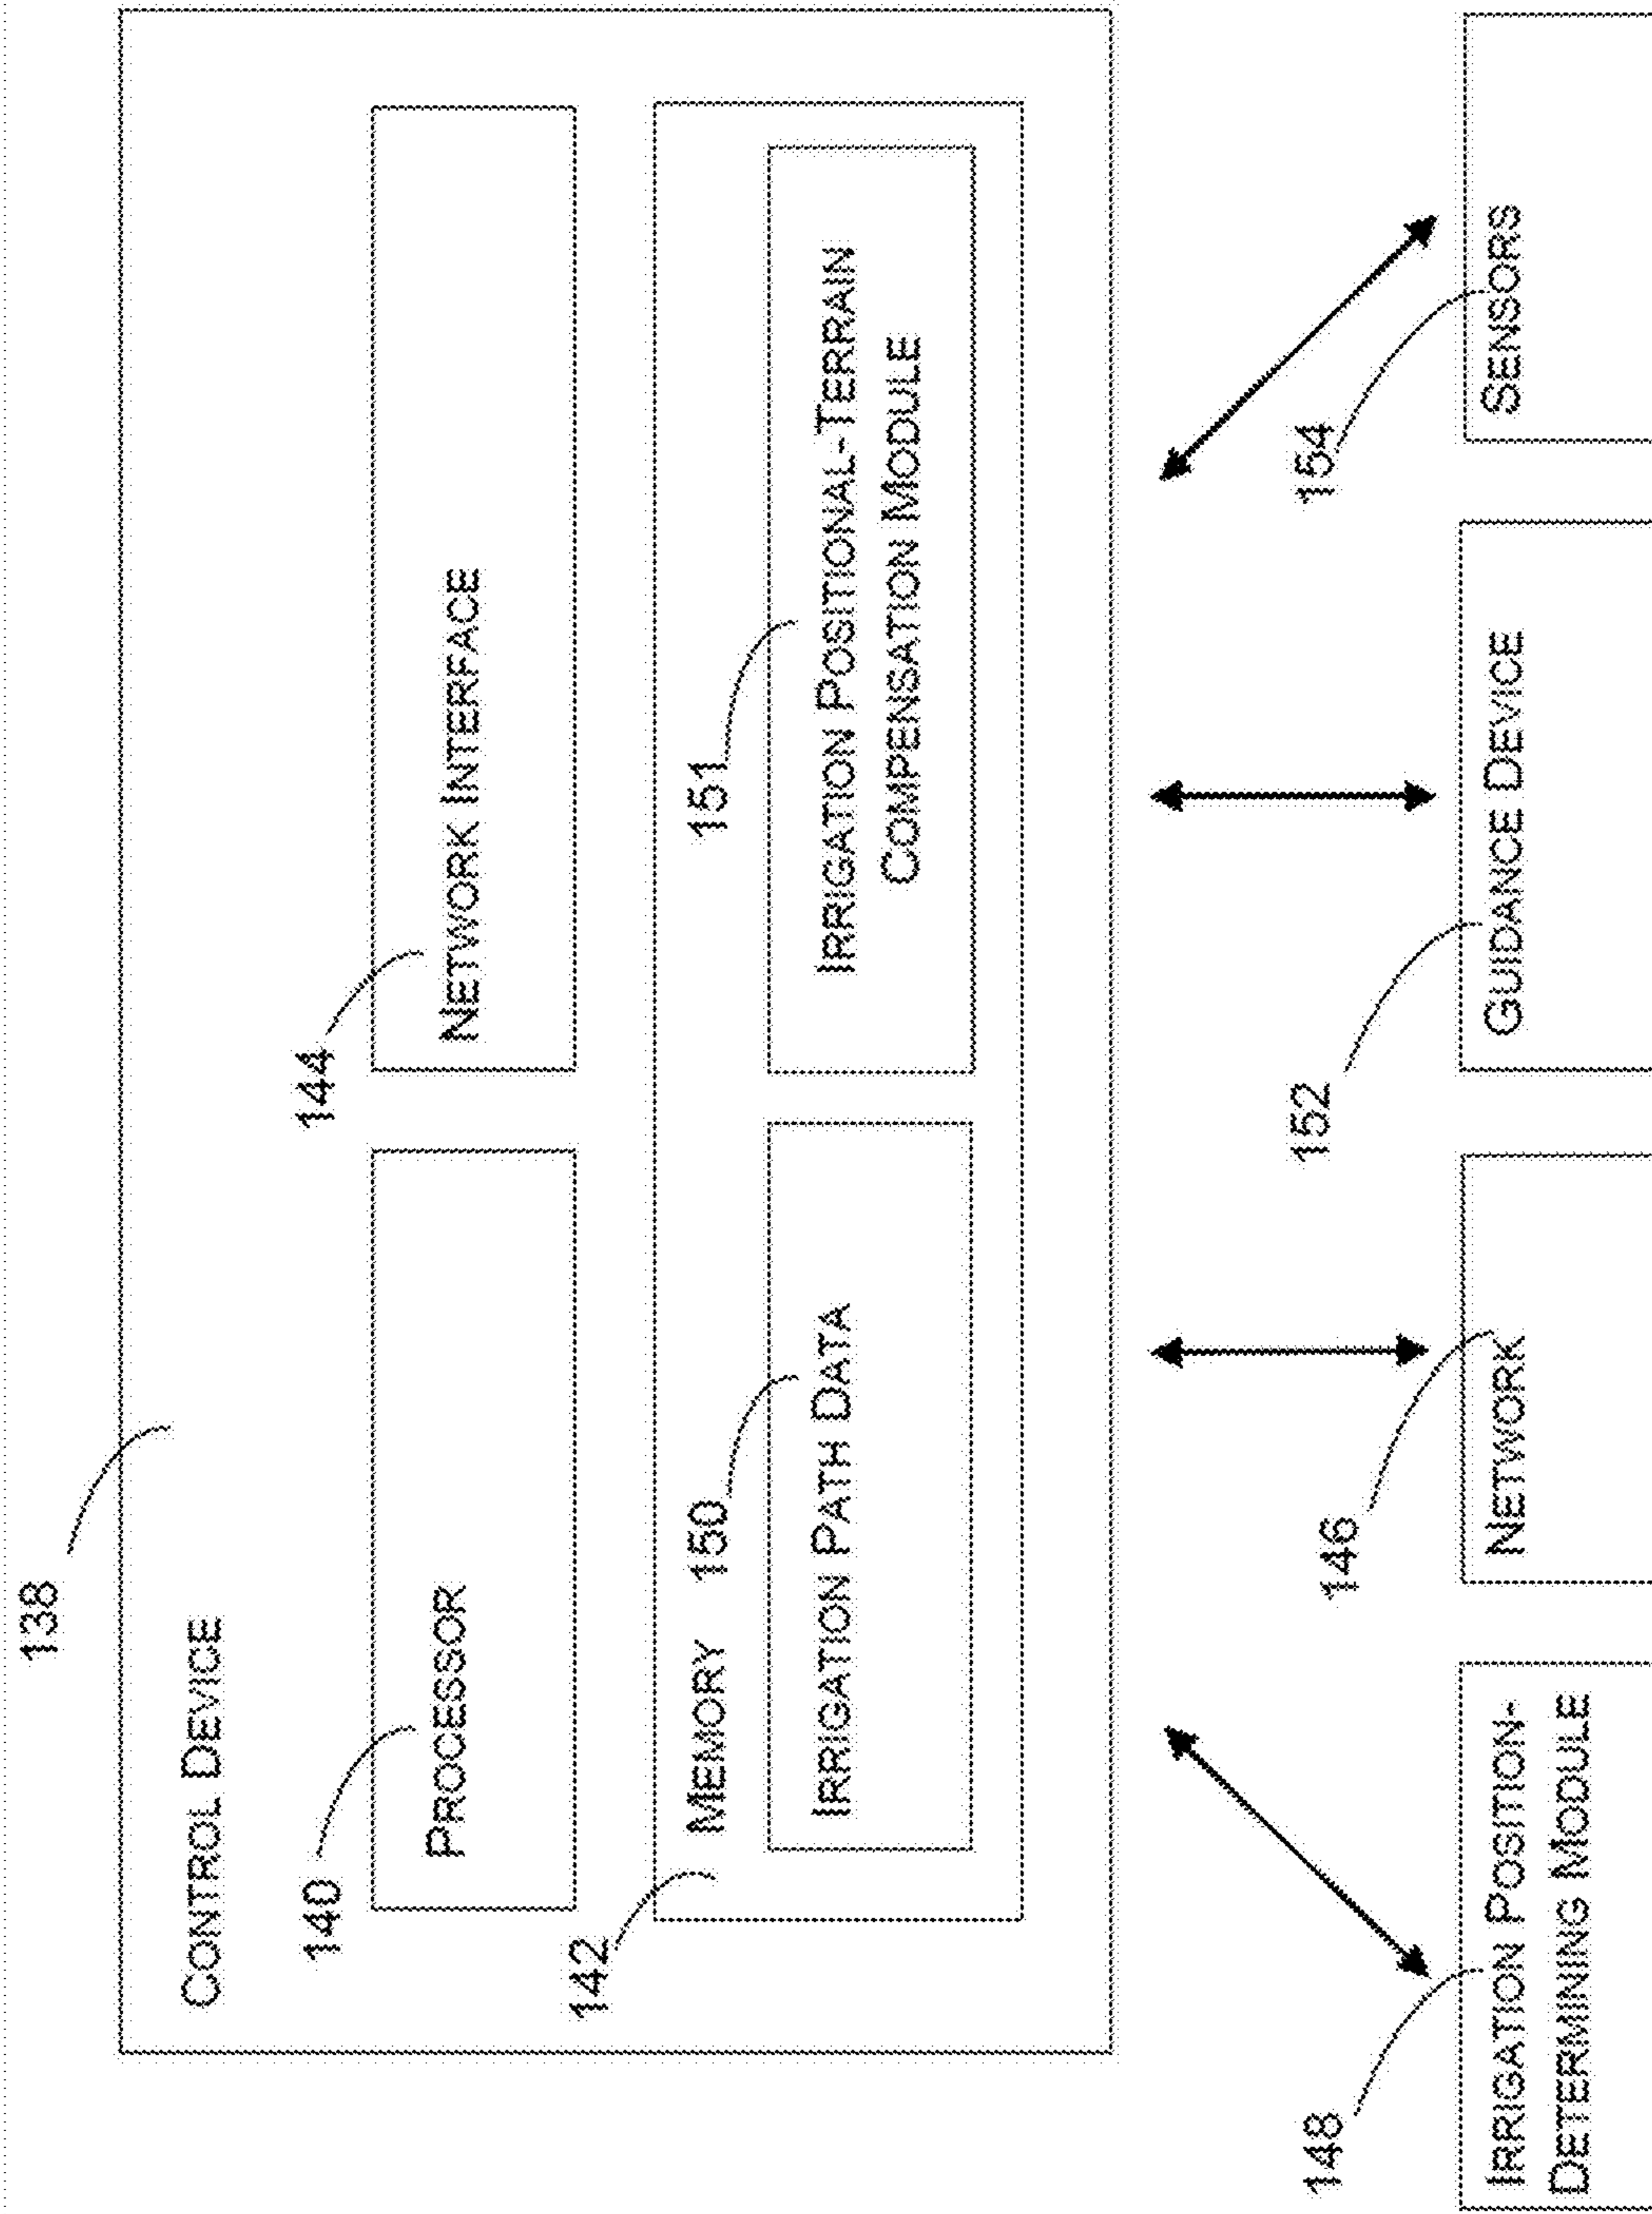 138
CONTROL DEVICE
140
PROCESSOR
144
NETWORK INTERFACE
142
MEMORY
150
IRRIGATION PATH DATA
151
IRRIGATION POSITIONAL-TERRAIN
COMPENSATION MODULE
148
IRRIGATION POSITION-
DETERMINING MODULE
146
NETWORK
152
GUIDANCE DEVICE
154
SENSORS